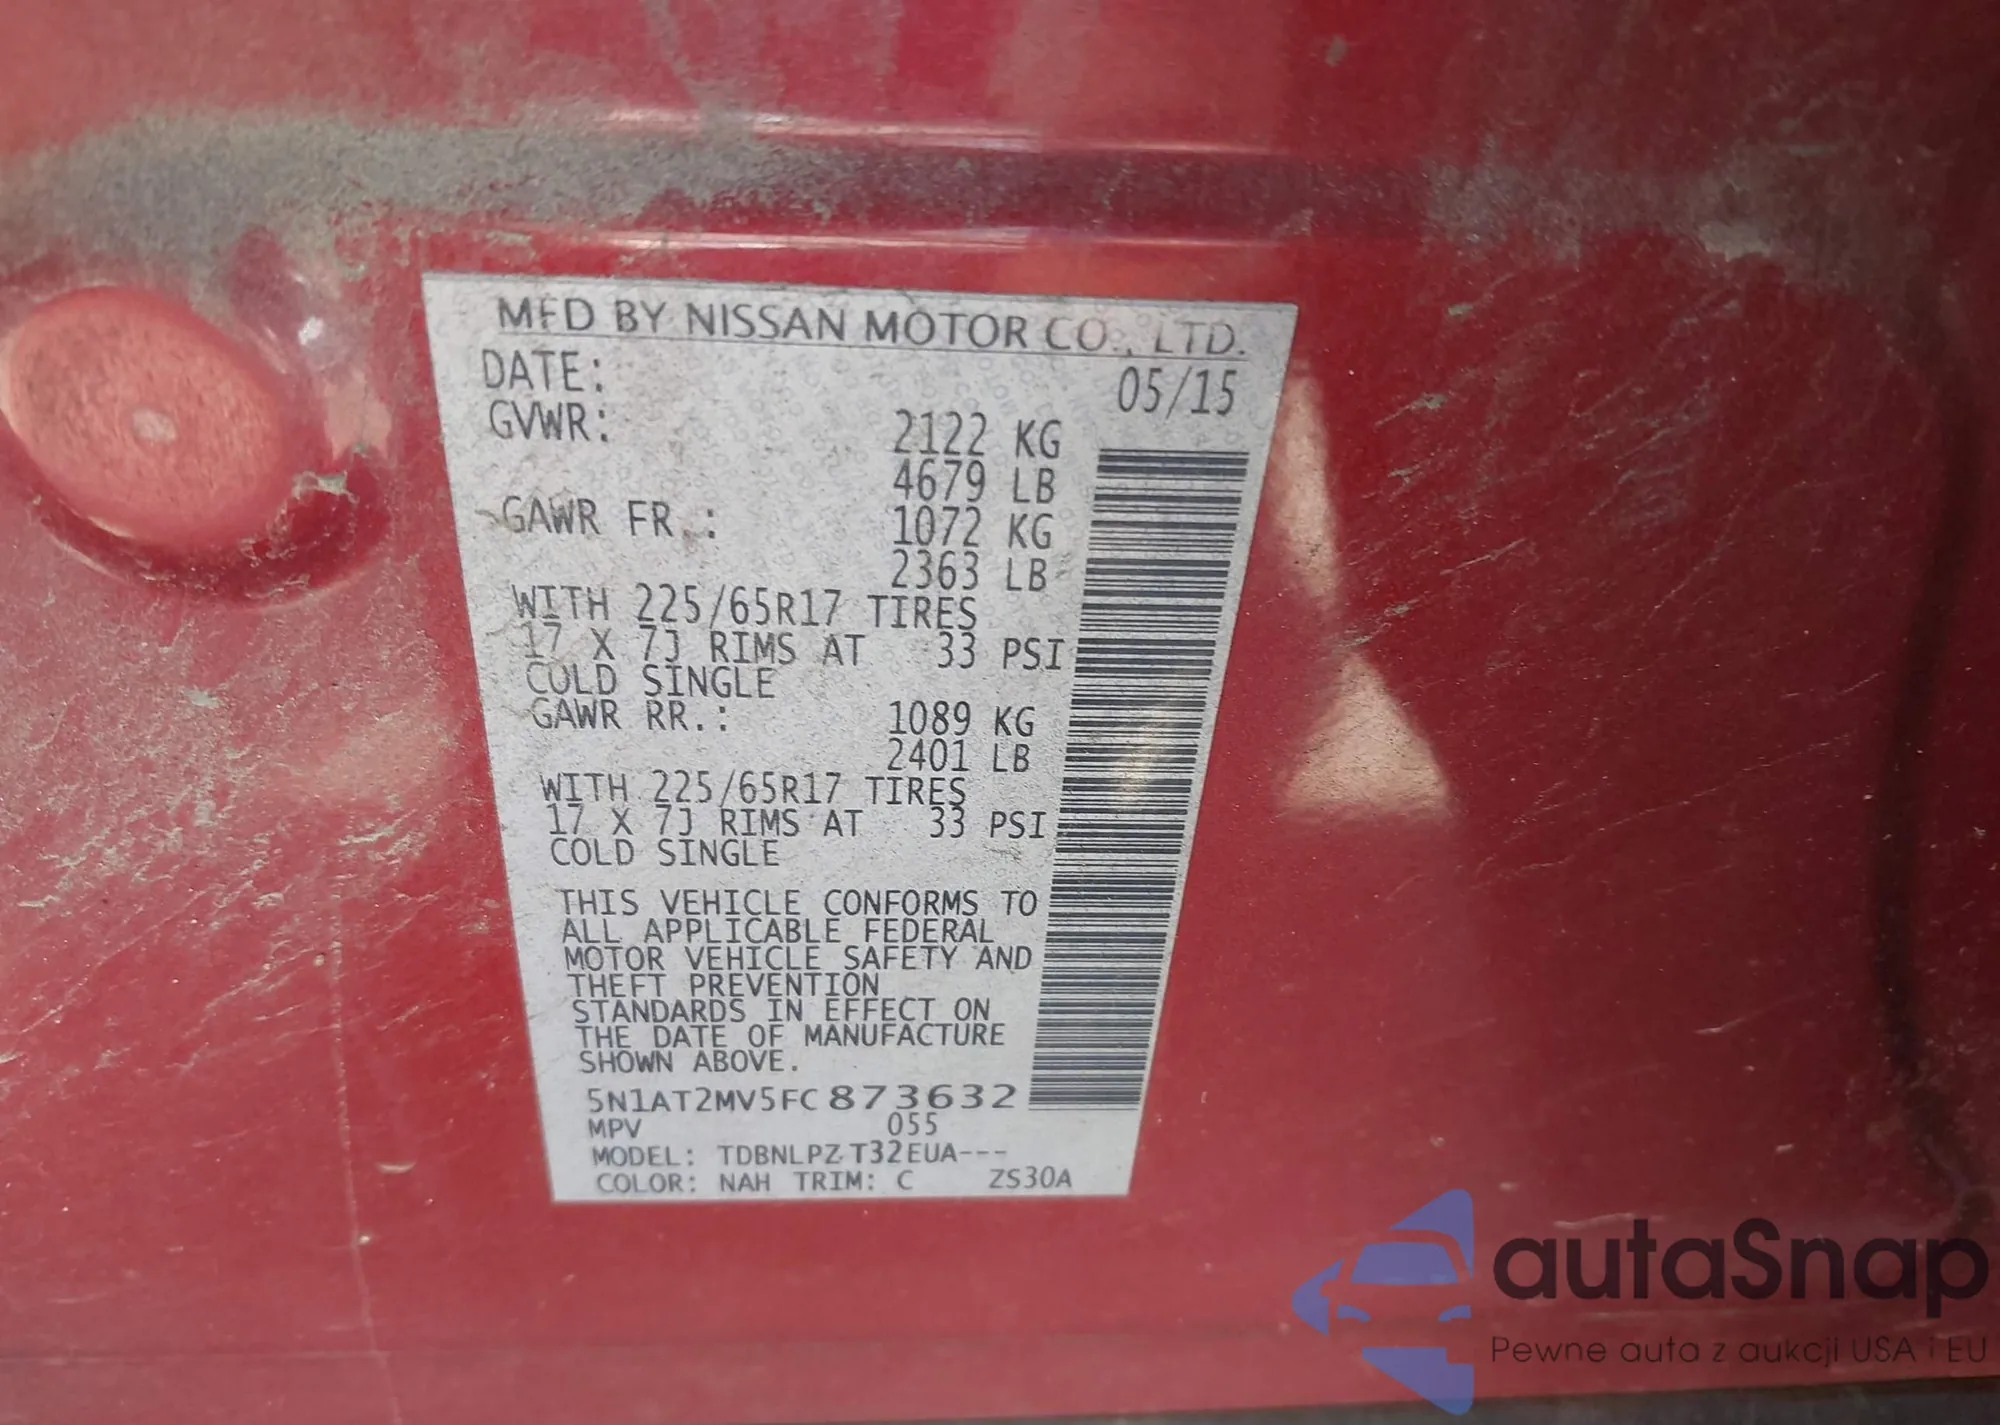 MFD BY NISSAN MOTOR CO., LTD.
DATE: 05/15
GVWR: 2122 KG
4679 LB
GAWR FR.: 1072 KG
2363 LB
WITH 225/65R17 TIRES
17 X 7J RIMS AT 33 PSI
COLD SINGLE
GAWR RR.: 1089 KG
2401 LB
WITH 225/65R17 TIRES
17 X 7J RIMS AT 33 PSI
COLD SINGLE
THIS VEHICLE CONFORMS TO
ALL APPLICABLE FEDERAL
MOTOR VEHICLE SAFETY AND
THEFT PREVENTION
STANDARDS IN EFFECT ON
THE DATE OF MANUFACTURE
SHOWN ABOVE.
5N1AT2MV5FC873632
MPV 055
MODEL: TDBNLPZ-T32EUA---
COLOR: NAH TRIM: C ZS30A
autaSnap
Pewne auta z aukcji USA i EU